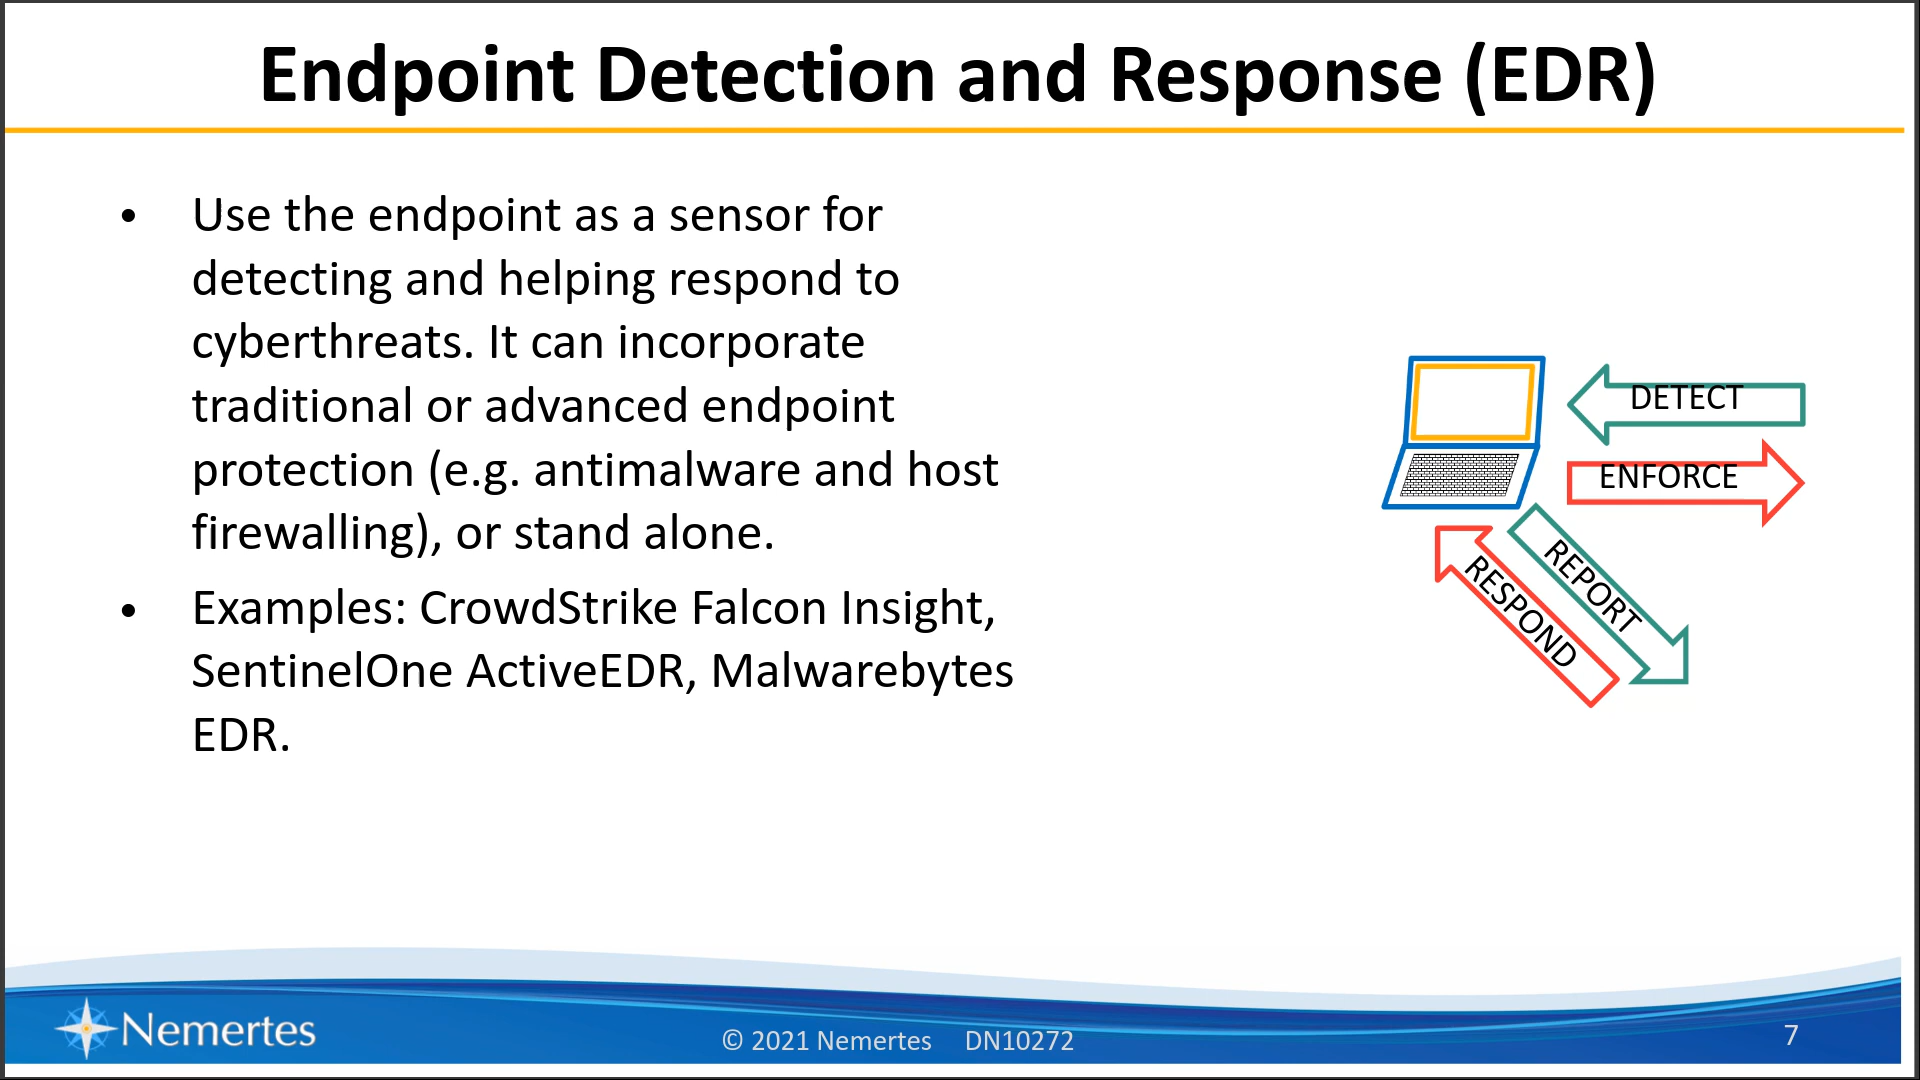 Endpoint Detection and Response (EDR)
• Use the endpoint as a sensor for
detecting and helping respond to
cyberthreats. It can incorporate
traditional or advanced endpoint
protection (e.g. antimalware and host
firewalling), or stand alone.
• Examples: CrowdStrike Falcon Insight,
SentinelOne ActiveEDR, Malwarebytes
EDR.
DETECT
ENFORCE
REPORT
RESPOND
Nemertes
© 2021 Nemertes DN10272
7